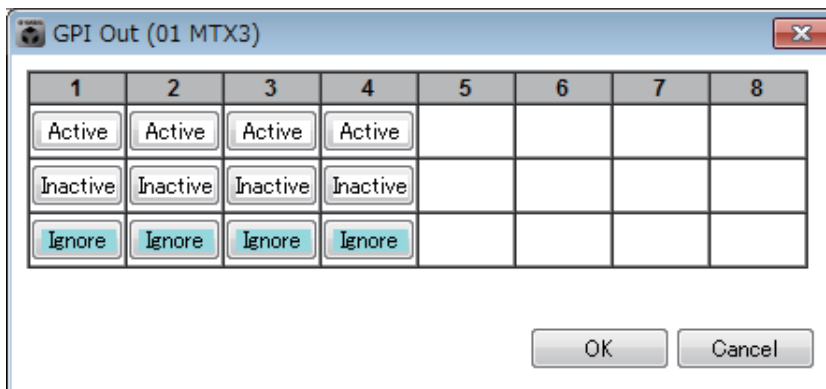 GPI Out (01 MTX3)
1 2 3 4 5 6 7 8
Active Active Active Active
Inactive Inactive Inactive Inactive
Ignore Ignore Ignore Ignore
OK Cancel